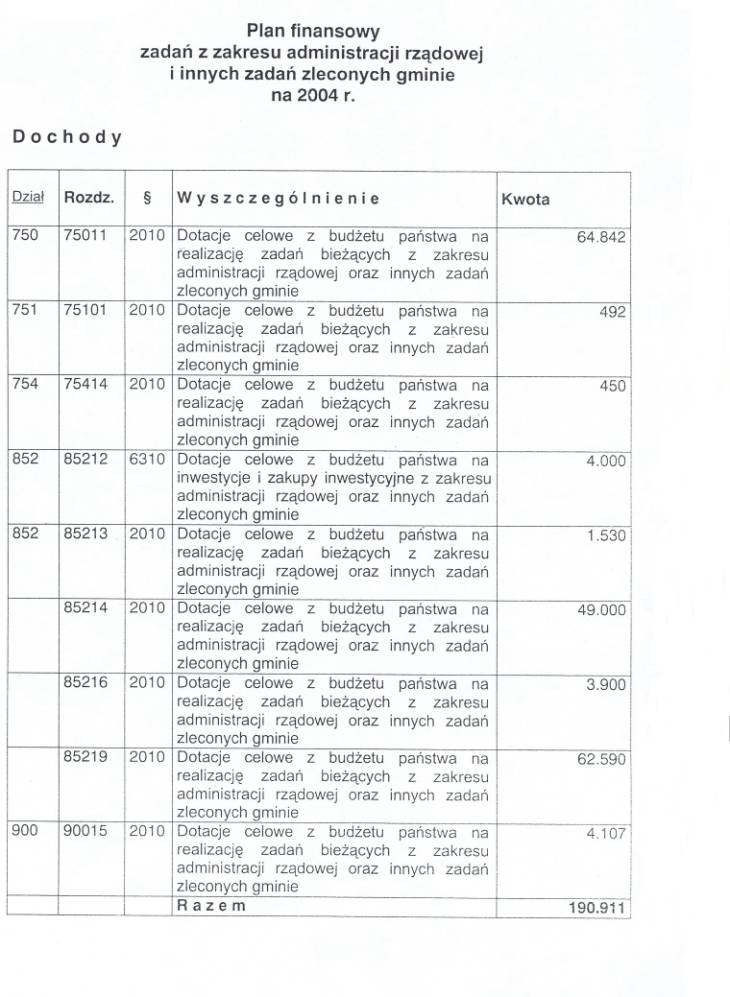 Plan finansowy
zadań z zakresu administracji rządowej
i innych zadań zleconych gminie
na 2004 r.
Dochody
Dział Rozdz. § Wyszczególnienie Kwota
750 75011 2010 Dotacje celowe z budżetu państwa na 64.842
realizację zadań bieżących z zakresu
administracji rządowej oraz innych zadań
zleconych gminie
751 75101 2010 Dotacje celowe z budżetu państwa na 492
realizację zadań bieżących z zakresu
administracji rządowej oraz innych zadań
zleconych gminie
754 75414 2010 Dotacje celowe z budżetu państwa na 450
realizację zadań bieżących z zakresu
administracji rządowej oraz innych zadań
zleconych gminie
852 85212 6310 Dotacje celowe z budżetu państwa na 4.000
inwestycje i zakupy inwestycyjne z zakresu
administracji rządowej oraz innych zadań
zleconych gminie
852 85213 2010 Dotacje celowe z budżetu państwa na 1.530
realizację zadań bieżących z zakresu
administracji rządowej oraz innych zadań
zleconych gminie
85214 2010 Dotacje celowe z budżetu państwa na 49.000
realizację zadań bieżących z zakresu
administracji rządowej oraz innych zadań
zleconych gminie
85216 2010 Dotacje celowe z budżetu państwa na 3.900
realizację zadań bieżących z zakresu
administracji rządowej oraz innych zadań
zleconych gminie
85219 2010 Dotacje celowe z budżetu państwa na 62.590
realizację zadań bieżących z zakresu
administracji rządowej oraz innych zadań
zleconych gminie
900 90015 2010 Dotacje celowe z budżetu państwa na 4.107
realizację zadań bieżących z zakresu
administracji rządowej oraz innych zadań
zleconych gminie
Razem 190.911